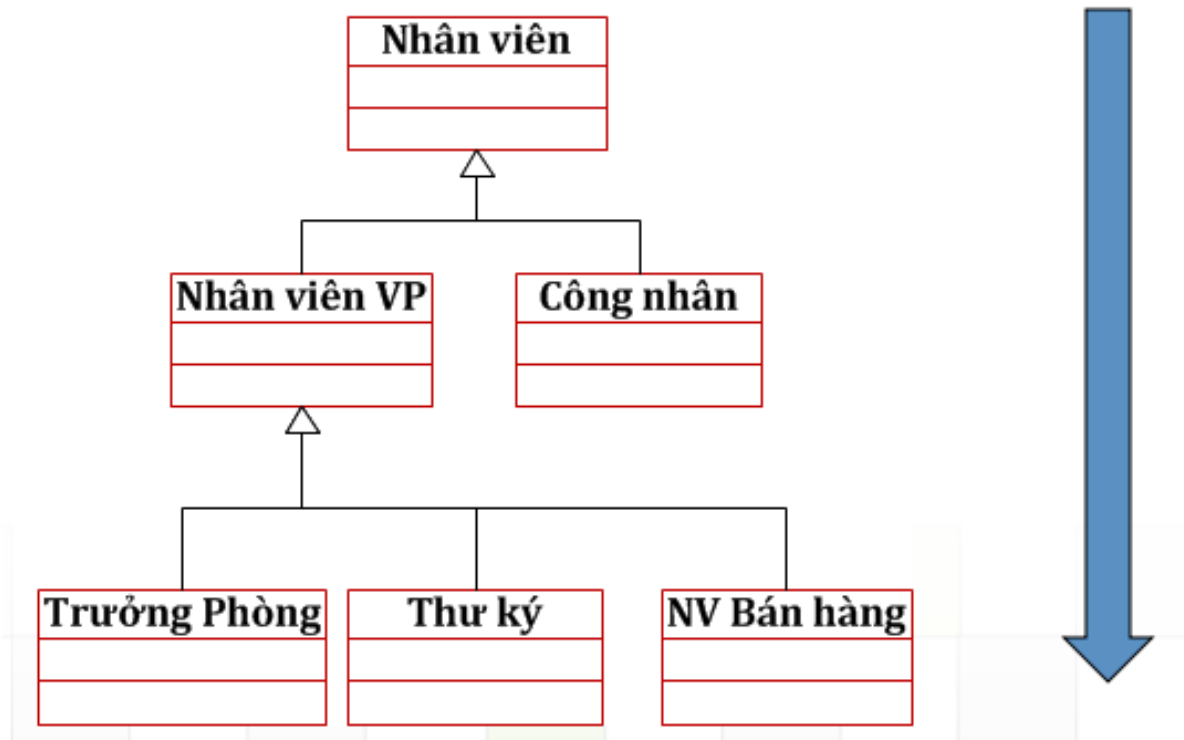 Nhân viên
Nhân viên VP
Công nhân
Trưởng Phòng
Thư ký
NV Bán hàng